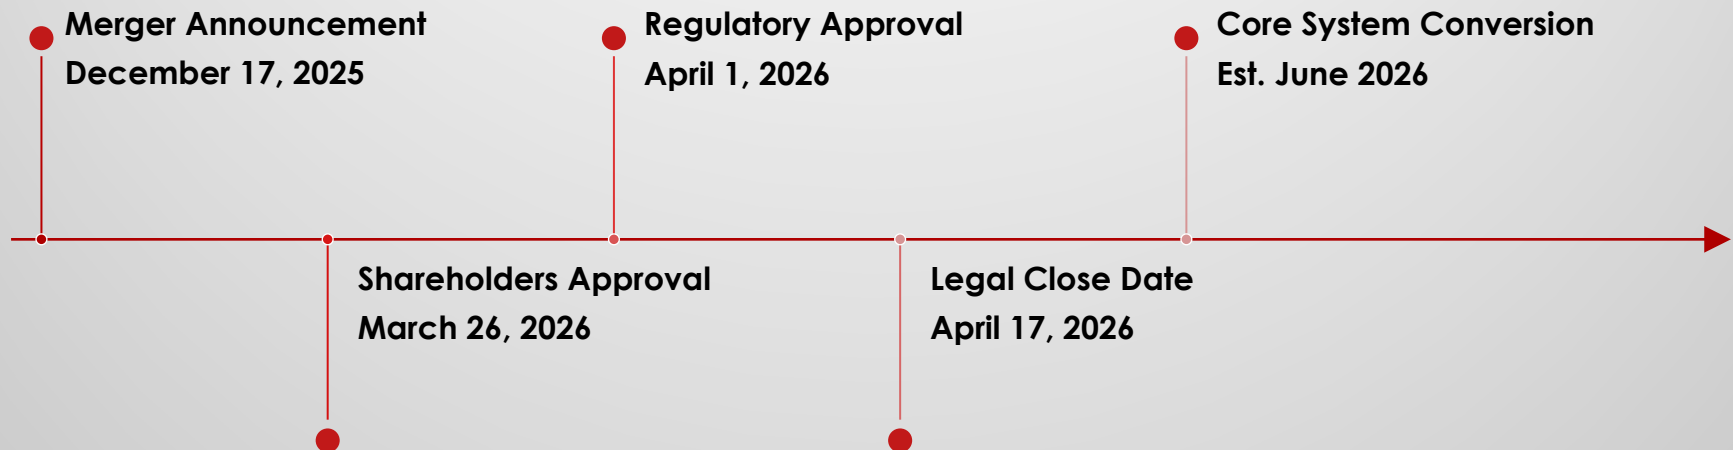 Merger Announcement
December 17, 2025
Regulatory Approval
April 1, 2026
Core System Conversion
Est. June 2026
Shareholders Approval
March 26, 2026
Legal Close Date
April 17, 2026